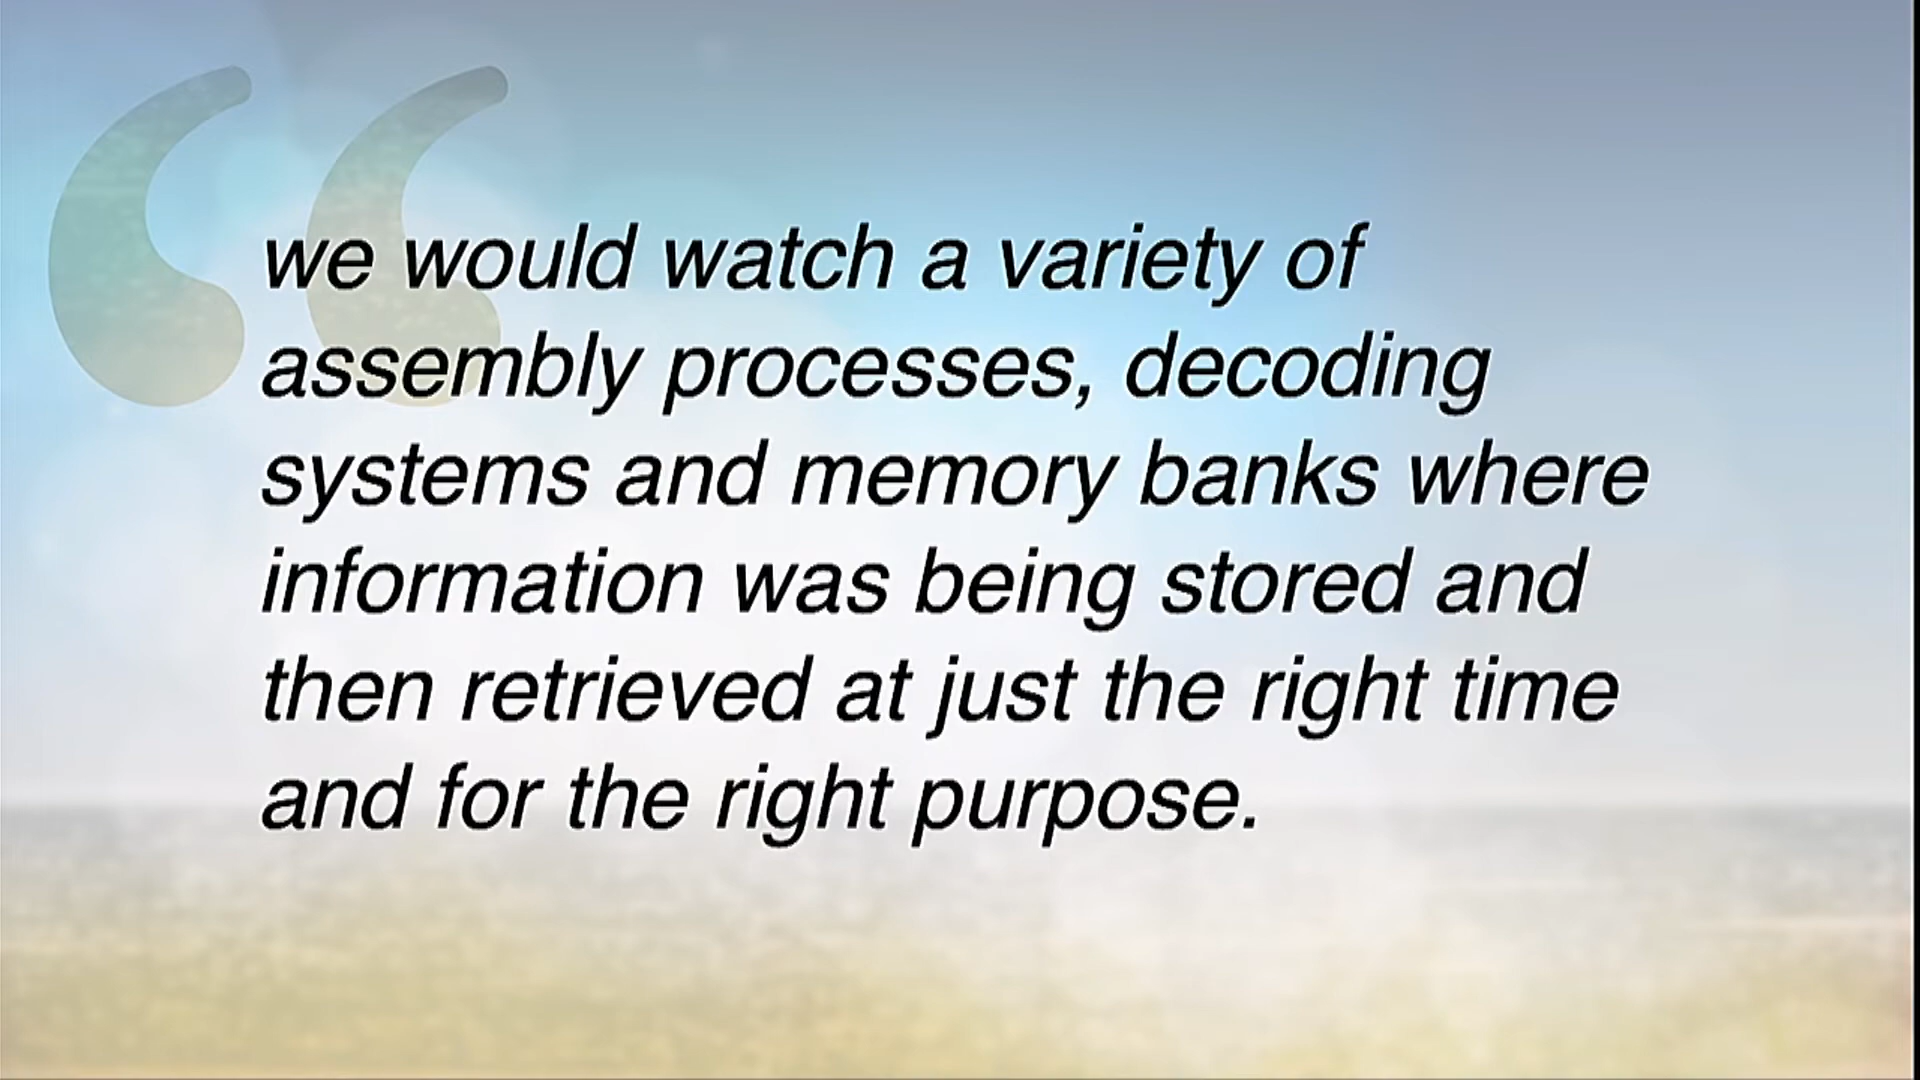 we would watch a variety of
assembly processes, decoding
systems and memory banks where
information was being stored and
then retrieved at just the right time
and for the right purpose.